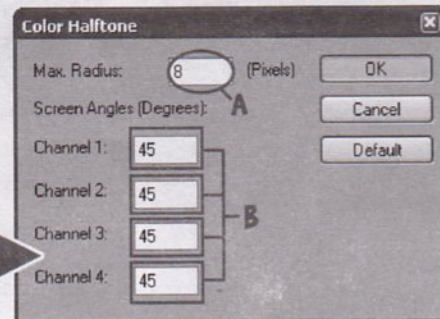 Color Halftone
Max. Radius: 8 (Pixels) OK
A
Screen Angles (Degrees): Cancel
Channel 1: 45 Default
Channel 2: 45
B
Channel 3: 45
Channel 4: 45